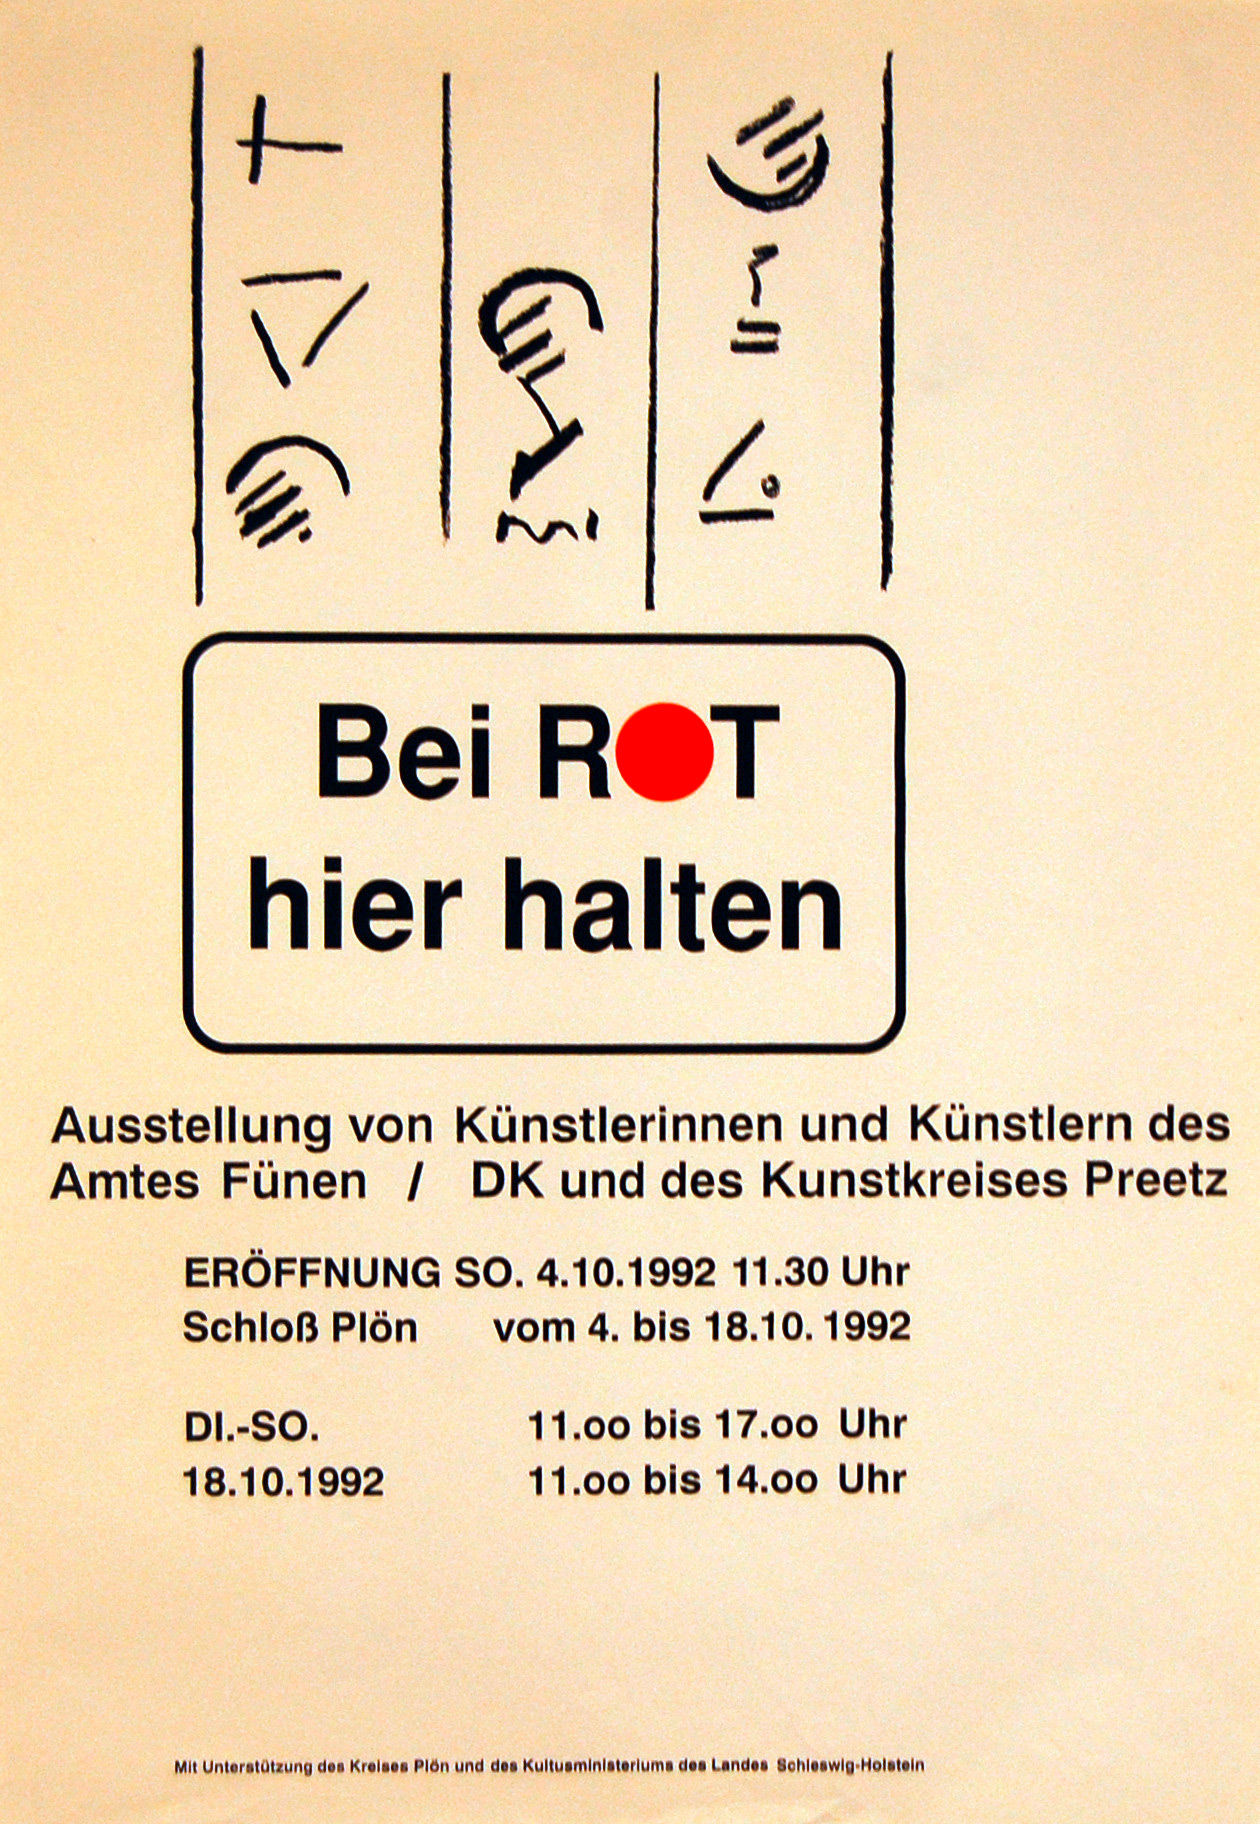 Bei ROT
hier halten
Ausstellung von Künstlerinnen und Künstlern des
Amtes Fünen / DK und des Kunstkreises Preetz
ERÖFFNUNG SO. 4.10.1992 11.30 Uhr
Schloß Plön vom 4. bis 18.10. 1992
DI.-SO. 11.oo bis 17.oo Uhr
18.10.1992 11.oo bis 14.oo Uhr
Mit Unterstützung des Kreises Plön und des Kultusministeriums des Landes Schleswig-Holstein